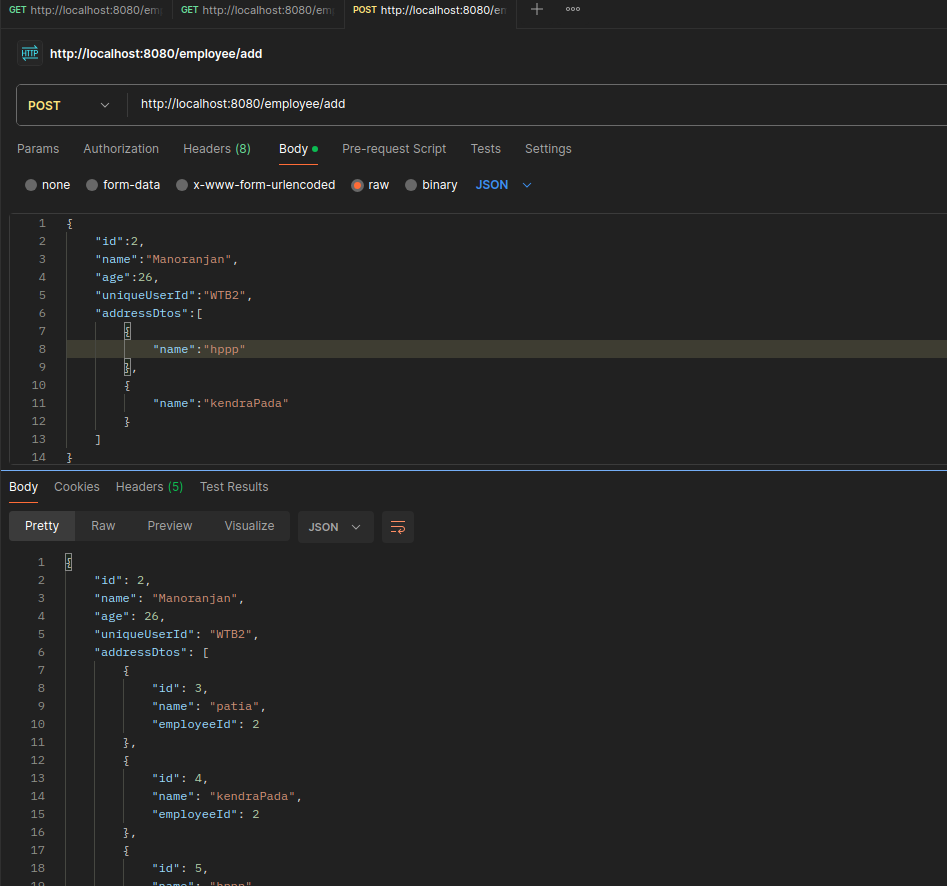 GET http://localhost:8080/em GET http://localhost:8080/em POST http://localhost:8080/en
HTTP http://localhost:8080/employee/add
POST http://localhost:8080/employee/add
Params Authorization Headers (8) Body Pre-request Script Tests Settings
none form-data x-www-form-urlencoded raw binary JSON
1 {
2 "id":2,
3 "name":"Manoranjan",
4 "age":26,
5 "uniqueUserId":"WTB2",
6 "addressDtos":[
7 {
8 "name":"hppp"
9 },
10 {
11 "name":"kendraPada"
12 }
13 ]
14 }
Body Cookies Headers (5) Test Results
Pretty Raw Preview Visualize JSON
1 {
2 "id": 2,
3 "name": "Manoranjan",
4 "age": 26,
5 "uniqueUserId": "WTB2",
6 "addressDtos": [
7 {
8 "id": 3,
9 "name": "patia",
10 "employeeId": 2
11 },
12 {
13 "id": 4,
14 "name": "kendraPada",
15 "employeeId": 2
16 },
17 {
18 "id": 5,
19 "name": "hppp"